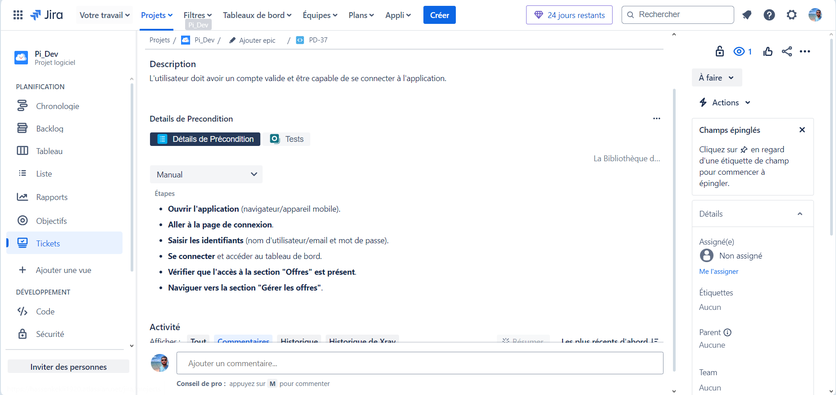 Jira
Votre travail
Projets
Filtres
Tableaux de bord
Équipes
Plans
Appli
Créer
24 jours restants
Rechercher
Pi_Dev
Pi_Dev
Projet logiciel
PLANIFICATION
Chronologie
Backlog
Tableau
Liste
Rapports
Objectifs
Tickets
Ajouter une vue
DÉVELOPPEMENT
Code
Sécurité
Inviter des personnes
Projets / Pi_Dev / Ajouter epic / PD-37
Description
L'utilisateur doit avoir un compte valide et être capable de se connecter à l'application.
Details de Precondition
Détails de Précondition
Tests
La Bibliothèque d...
Manual
Étapes
• Ouvrir l'application (navigateur/appareil mobile).
• Aller à la page de connexion.
• Saisir les identifiants (nom d'utilisateur/email et mot de passe).
• Se connecter et accéder au tableau de bord.
• Vérifier que l'accès à la section "Offres" est présent.
• Naviguer vers la section "Gérer les offres".
Activité
Afficher :
Tout
Commentaires
Historique
Historique de Xray
Résumer
Les plus récents d'abord
Ajouter un commentaire...
Conseil de pro : appuyez sur M pour commenter
1
À faire
Actions
Champs épinglés
Cliquez sur en regard
d'une étiquette de champ
pour commencer à
épingler.
Détails
Assigné(e)
Non assigné
Me l'assigner
Étiquettes
Aucun
Parent
Aucune
Team
Aucun